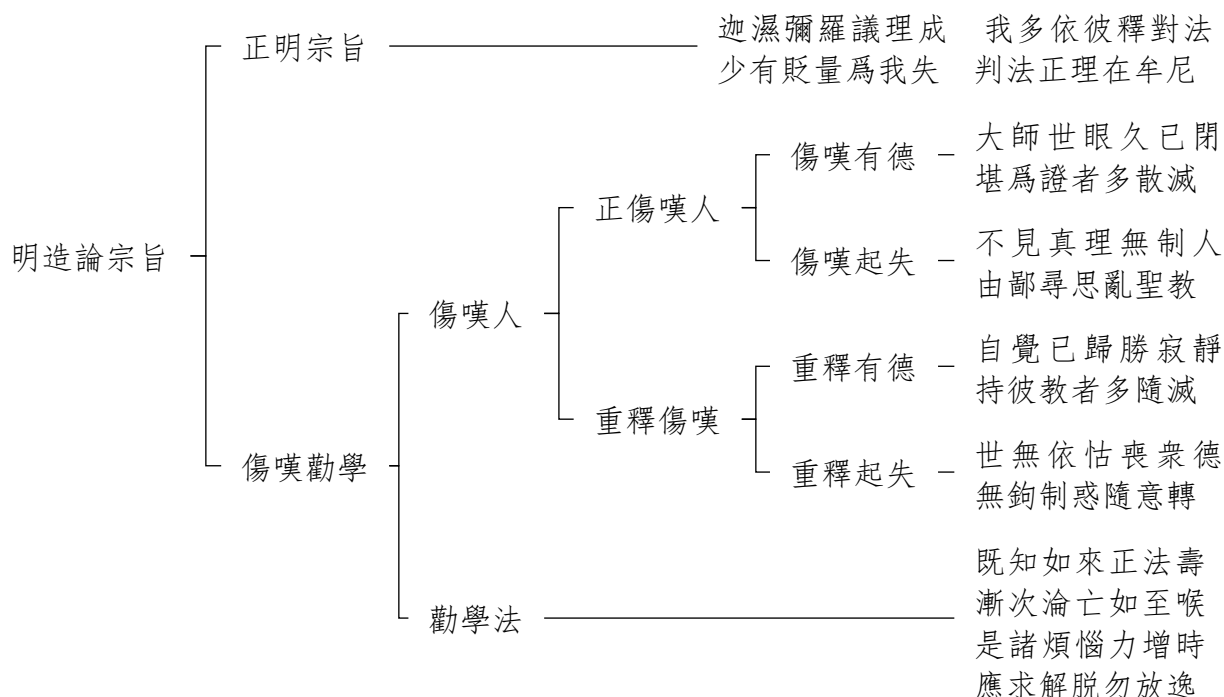 正明宗旨
迦濕彌羅議理成 我多依彼釋對法
少有貶量爲我失 判法正理在牟尼
大師世眼久已閉
傷嘆有德
堪爲證者多散滅
正傷嘆人
不見真理無制人
明造論宗旨
傷嘆起失
由鄙尋思亂聖教
傷嘆人
自覺已歸勝寂靜
重釋有德
持彼教者多隨滅
重釋傷嘆
世無依怙喪衆德
傷嘆勸學
重釋起失
無鉤制惑隨意轉
既知如來正法壽
漸次淪亡如至喉
勸學法
是諸煩惱力增時
應求解脱勿放逸